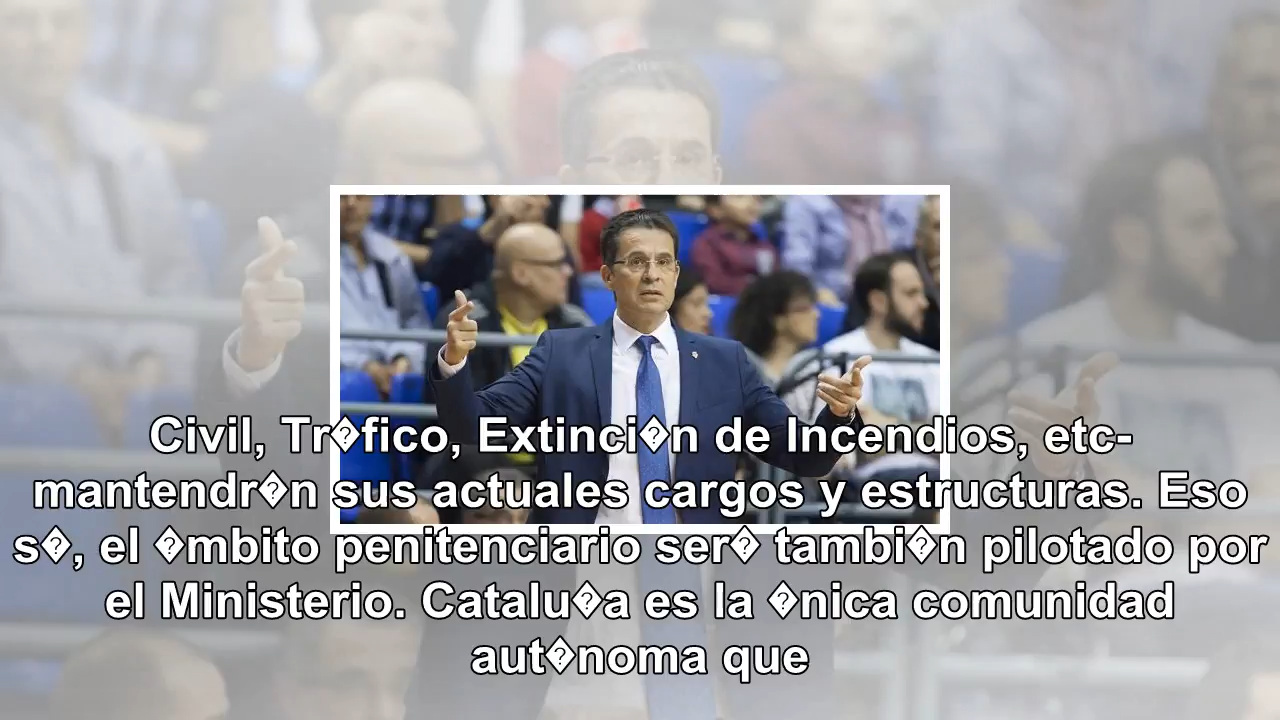 Civil, Tr�fico, Extinci�n de Incendios, etc-
mantendr�n sus actuales cargos y estructuras. Eso
s�, el �mbito penitenciario ser� tambi�n pilotado por
el Ministerio. Catalu�a es la �nica comunidad
aut�noma que